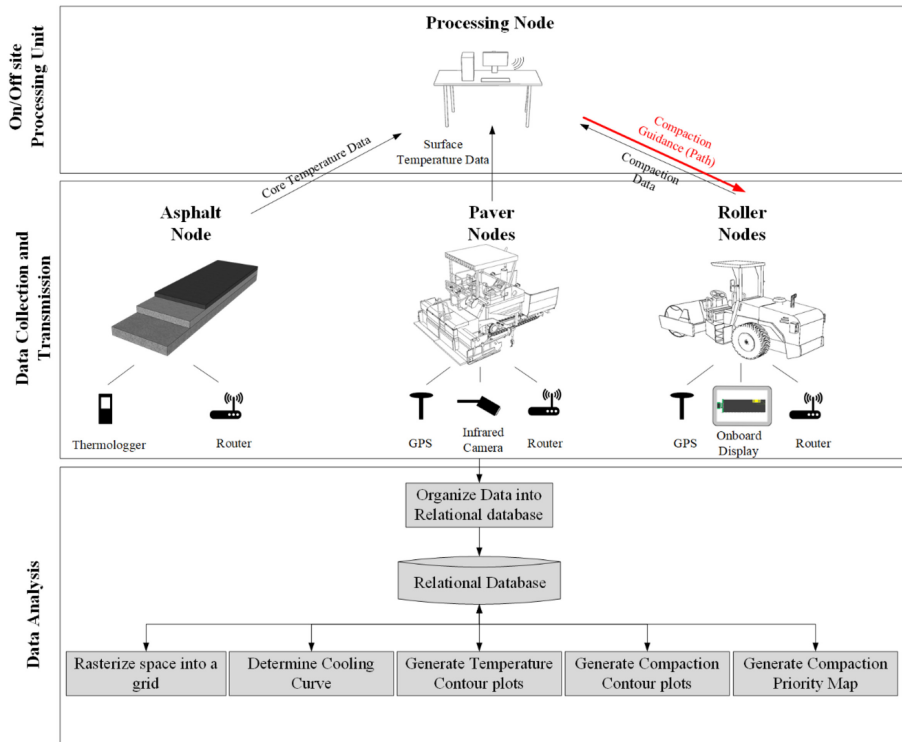 On/Off site
Processing Unit
Processing Node
Core Temperature Data
Surface
Temperature Data
Compaction
Guidance (Path)
Compaction
Data
Data Collection and
Transmission
Asphalt
Node
Paver
Nodes
Roller
Nodes
Thermologger
Router
GPS
Infrared
Camera
Router
GPS
Onboard
Display
Router
Data Analysis
Organize Data into
Relational database
Relational Database
Rasterize space into a
grid
Determine Cooling
Curve
Generate Temperature
Contour plots
Generate Compaction
Contour plots
Generate Compaction
Priority Map